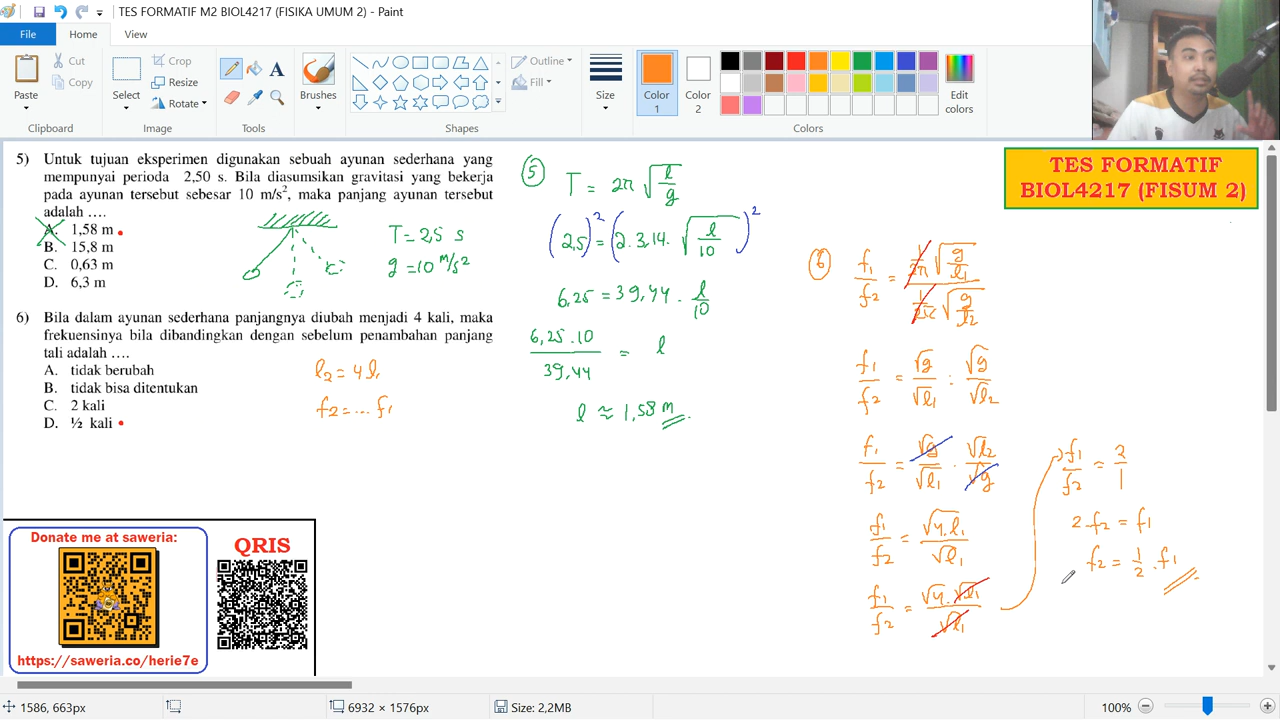 TES FORMATIF M2 BIOL4217 (FISIKA UMUM 2) - Paint
File
Home
View
Paste
Cut
Copy
Clipboard
Select
Crop
Resize
Rotate
Image
Tools
Brushes
Shapes
Outline
Fill
Size
Color 1
Color 2
Edit colors
Colors
5) Untuk tujuan eksperimen digunakan sebuah ayunan sederhana yang
mempunyai perioda 2,50 s. Bila diasumsikan gravitasi yang bekerja
pada ayunan tersebut sebesar 10 m/s², maka panjang ayunan tersebut
adalah ….
A. 1,58 m
B. 15,8 m
C. 0,63 m
D. 6,3 m
T = 2,5 s
g = 10 m/s²
6) Bila dalam ayunan sederhana panjangnya diubah menjadi 4 kali, maka
frekuensinya bila dibandingkan dengan sebelum penambahan panjang
tali adalah ….
A. tidak berubah
B. tidak bisa ditentukan
C. 2 kali
D. ½ kali
l2 = 4 l1
f2 = ... f1
5
T = 2π √(l/g)
(2,5)² = (2. 3,14. √(l/10))²
6,25 = 39,44 . l/10
6,25 . 10 / 39,44 = l
l ≈ 1,58 m
TES FORMATIF
BIOL4217 (FISUM 2)
6
f1/f2 = 1/2π √(g/l1) / 1/2π √(g/l2)
f1/f2 = √g/√l1 : √g/√l2
f1/f2 = √g/√l1 . √l2/√g
f1/f2 = √4.l1/√l1
f1/f2 = √4.√l1/√l1
f1/f2 = 2/1
2.f2 = f1
f2 = 1/2 . f1
Donate me at saweria:
https://saweria.co/herie7e
QRIS
1586, 663px
6932 × 1576px
Size: 2,2MB
100%